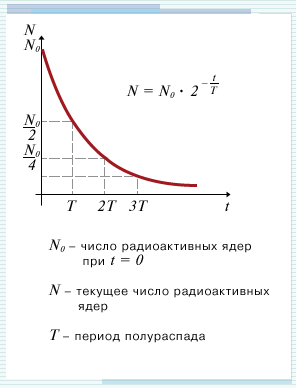 N
N₀
N = N₀ · 2^(-t/T)
N₀/2
N₀/4
T 2T 3T t
N₀ – число радиоактивных ядер
при t = 0
N – текущее число радиоактивных
ядер
T – период полураспада